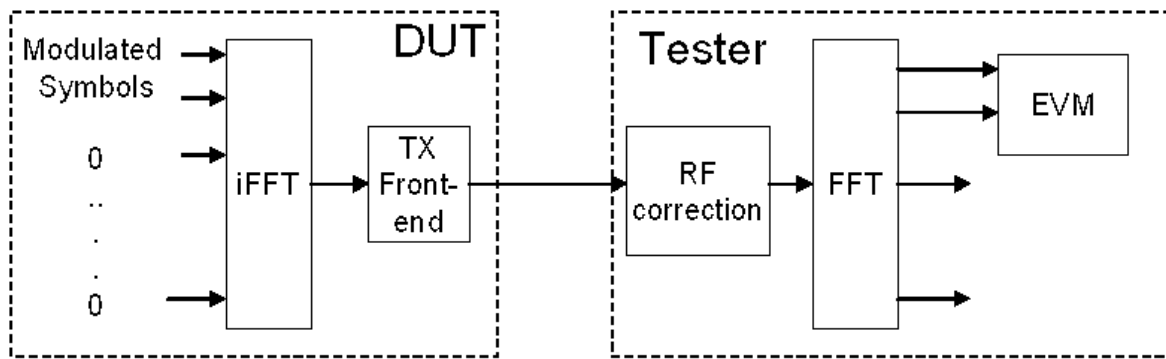 DUT
Modulated
Symbols
0
..
.
.
0
iFFT
TX
Front-
end
Tester
RF
correction
FFT
EVM